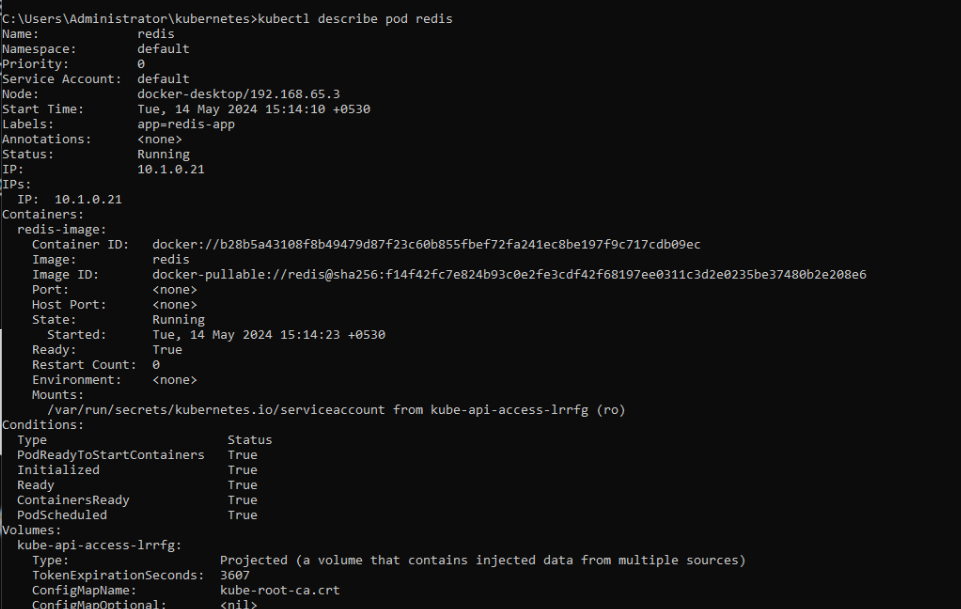 C:\Users\Administrator\kubernetes>kubectl describe pod redis
Name:             redis
Namespace:        default
Priority:         0
Service Account:  default
Node:             docker-desktop/192.168.65.3
Start Time:       Tue, 14 May 2024 15:14:10 +0530
Labels:           app=redis-app
Annotations:      <none>
Status:           Running
IP:               10.1.0.21
IPs:
  IP:  10.1.0.21
Containers:
  redis-image:
    Container ID:   docker://b28b5a43108f8b49479d87f23c60b855fbef72fa241ec8be197f9c717cdb09ec
    Image:          redis
    Image ID:       docker-pullable://redis@sha256:f14f42fc7e824b93c0e2fe3cdf42f68197ee0311c3d2e0235be37480b2e208e6
    Port:           <none>
    Host Port:      <none>
    State:          Running
      Started:      Tue, 14 May 2024 15:14:23 +0530
    Ready:          True
    Restart Count:  0
    Environment:    <none>
    Mounts:
      /var/run/secrets/kubernetes.io/serviceaccount from kube-api-access-lrrfg (ro)
Conditions:
  Type                        Status
  PodReadyToStartContainers   True
  Initialized                 True
  Ready                       True
  ContainersReady             True
  PodScheduled                True
Volumes:
  kube-api-access-lrrfg:
    Type:                    Projected (a volume that contains injected data from multiple sources)
    TokenExpirationSeconds:  3607
    ConfigMapName:           kube-root-ca.crt
    ConfigMapOptional:       <nil>